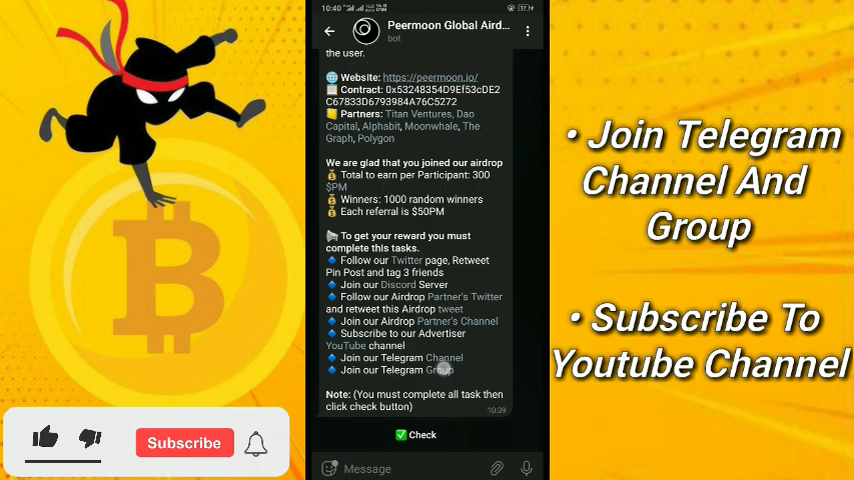 10:40
Peermoon Global Aird...
bot
the user.
🌐 Website: https://peermoon.io/
📋 Contract: 0x53248354D9Ef53cDE2
C67833D6793984A76C5272
📒 Partners: Titan Ventures, Dao
Capital, Alphabit, Moonwhale, The
Graph, Polygon
We are glad that you joined our airdrop
💰 Total to earn per Participant: 300
$PM
💰 Winners: 1000 random winners
💰 Each referral is $50PM
📢 To get your reward you must
complete this tasks.
🔹 Follow our Twitter page, Retweet
Pin Post and tag 3 friends
🔹 Join our Discord Server
🔹 Follow our Airdrop Partner's Twitter
and retweet this Airdrop tweet
🔹 Join our Airdrop Partner's Channel
🔹 Subscribe to our Advertiser
YouTube channel
🔹 Join our Telegram Channel
🔹 Join our Telegram Group
Note: (You must complete all task then
click check button)
10:39
✅ Check
Message
• Join Telegram
Channel And
Group
• Subscribe To
Youtube Channel
Subscribe